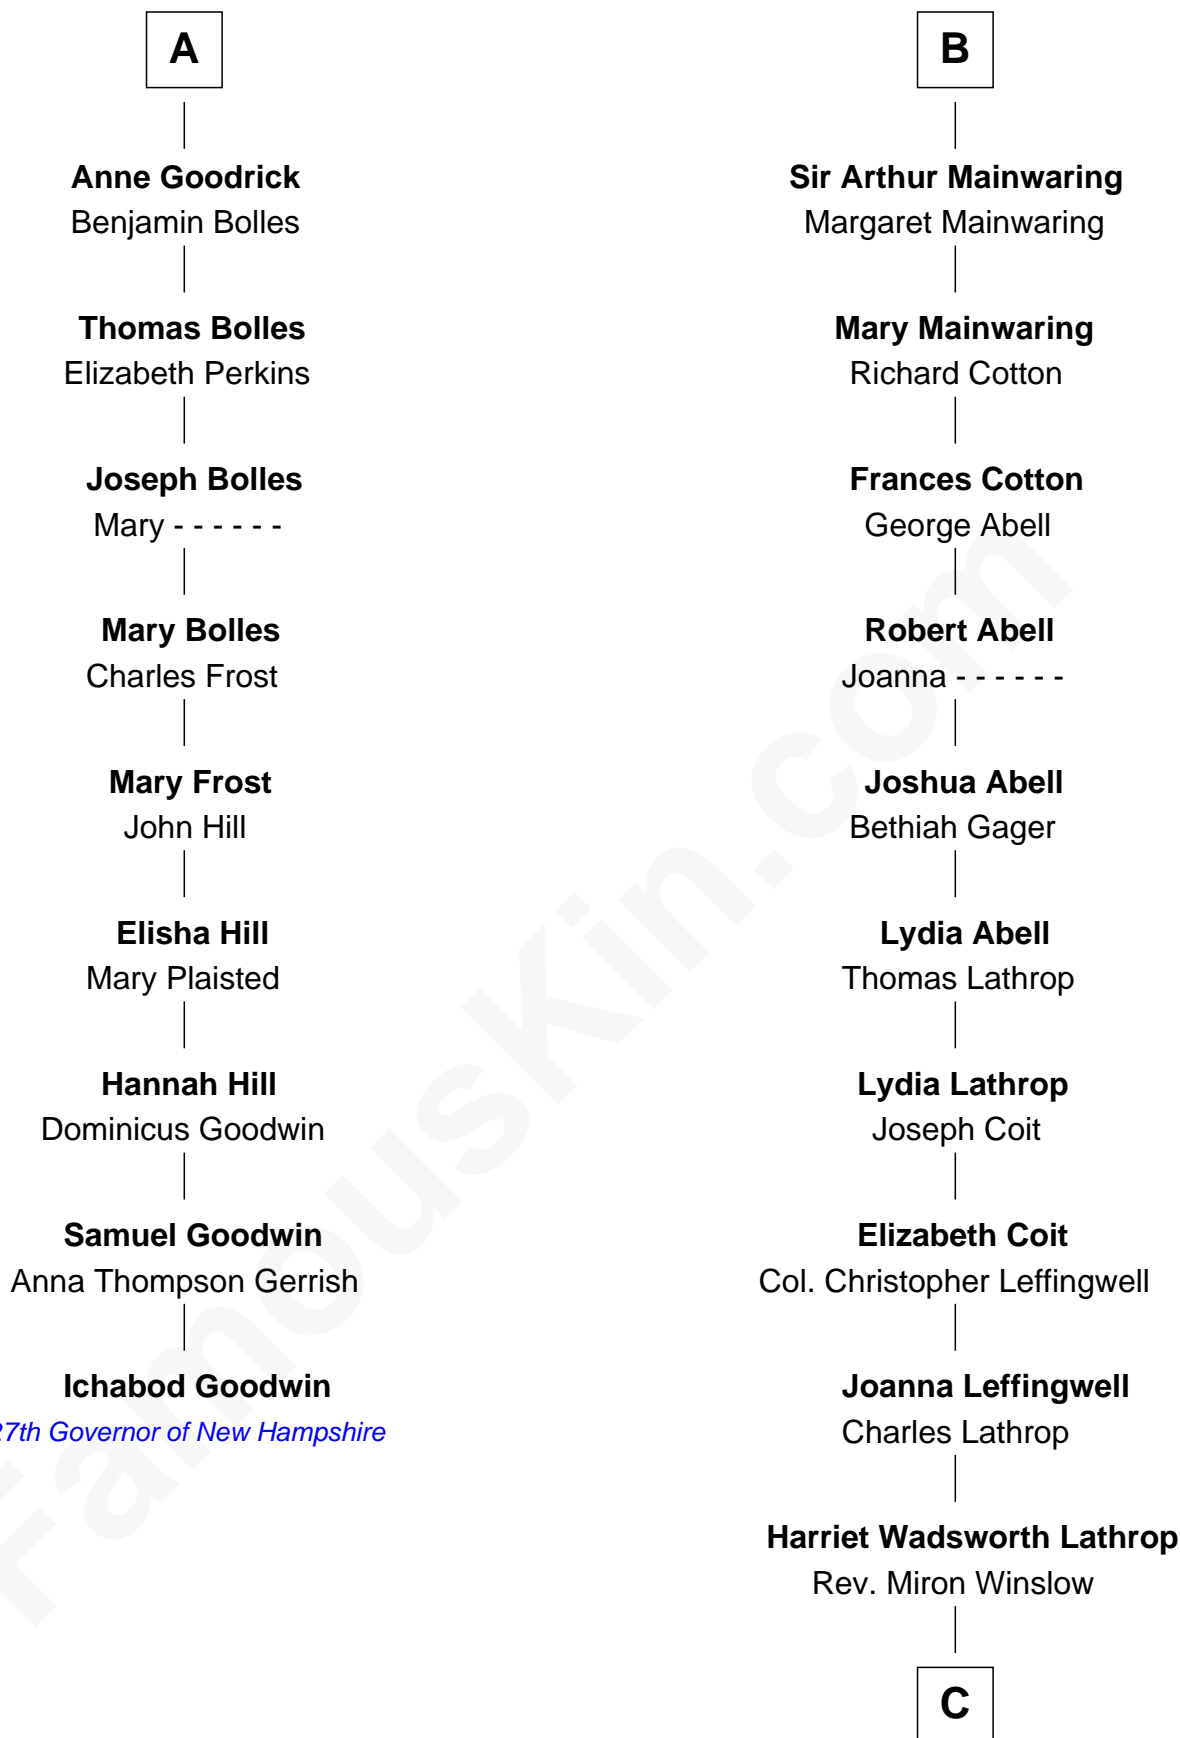 A
Anne Goodrick
Benjamin Bolles
Thomas Bolles
Elizabeth Perkins
Joseph Bolles
Mary - - - - - -
Mary Bolles
Charles Frost
Mary Frost
John Hill
Elisha Hill
Mary Plaisted
Hannah Hill
Dominicus Goodwin
Samuel Goodwin
Anna Thompson Gerrish
Ichabod Goodwin
27th Governor of New Hampshire
B
Sir Arthur Mainwaring
Margaret Mainwaring
Mary Mainwaring
Richard Cotton
Frances Cotton
George Abell
Robert Abell
Joanna - - - - - -
Joshua Abell
Bethiah Gager
Lydia Abell
Thomas Lathrop
Lydia Lathrop
Joseph Coit
Elizabeth Coit
Col. Christopher Leffingwell
Joanna Leffingwell
Charles Lathrop
Harriet Wadsworth Lathrop
Rev. Miron Winslow
C
FamousKin.com